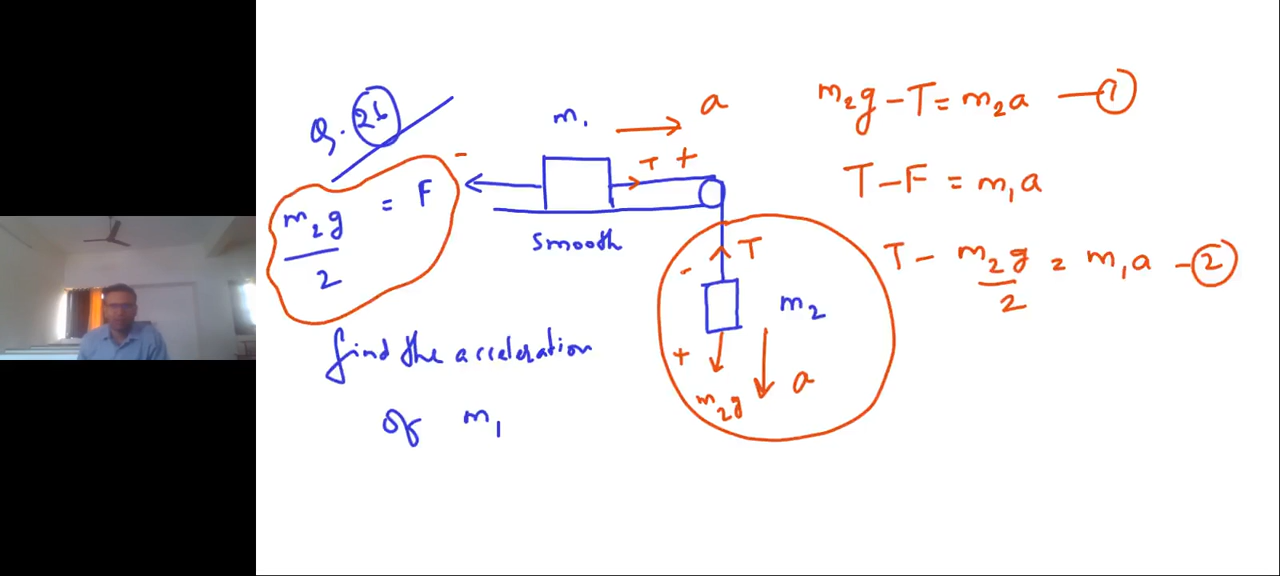 Q. 21
m₁
a
m₂g/2 = F
-
T +
smooth
T
-
m₂
+
m₂g
a
find the acceleration
of m₁
m₂g - T = m₂a — 1
T - F = m₁a
T - m₂g/2 = m₁a - 2